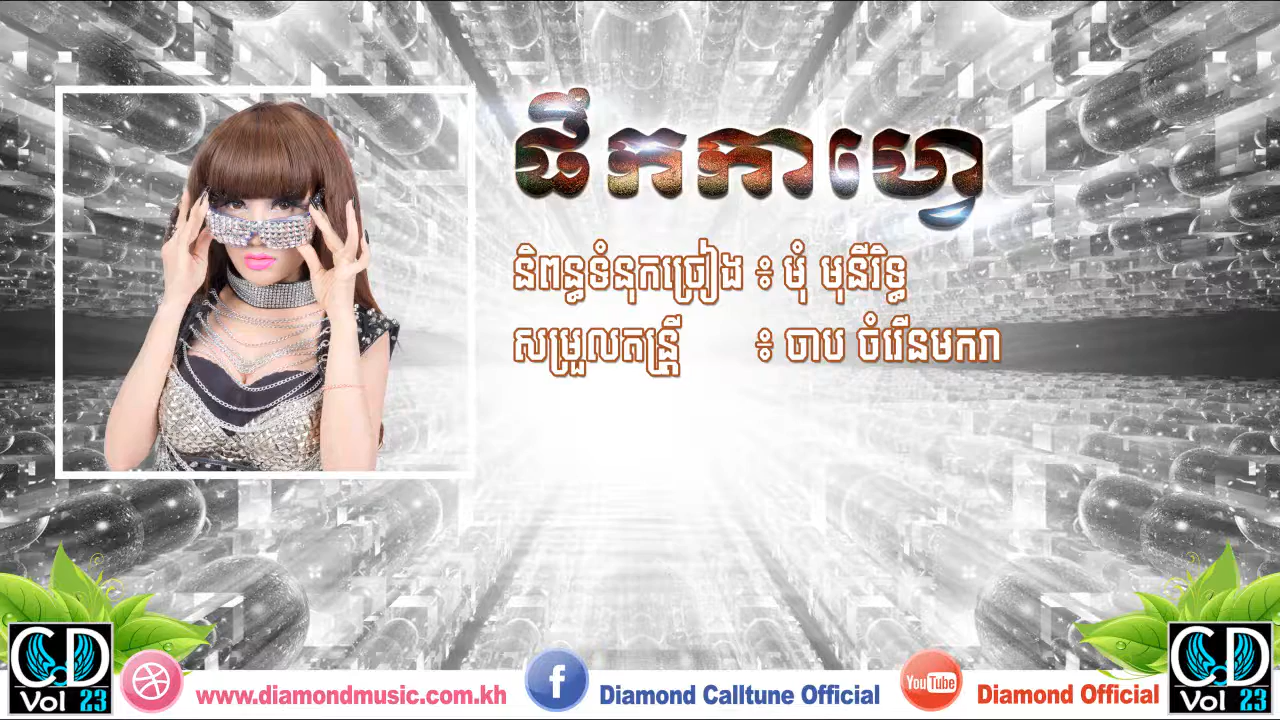 ផឹកកាហ្វេ
និពន្ធទំនុកច្រៀង ៖ មុំ មុនីរិទ្ធ
សម្រួលតន្ត្រី ៖ ចាប ចំរើនមករា
CD
Vol 23
www.diamondmusic.com.kh
f
Diamond Calltune Official
YouTube
Diamond Official
CD
Vol 23